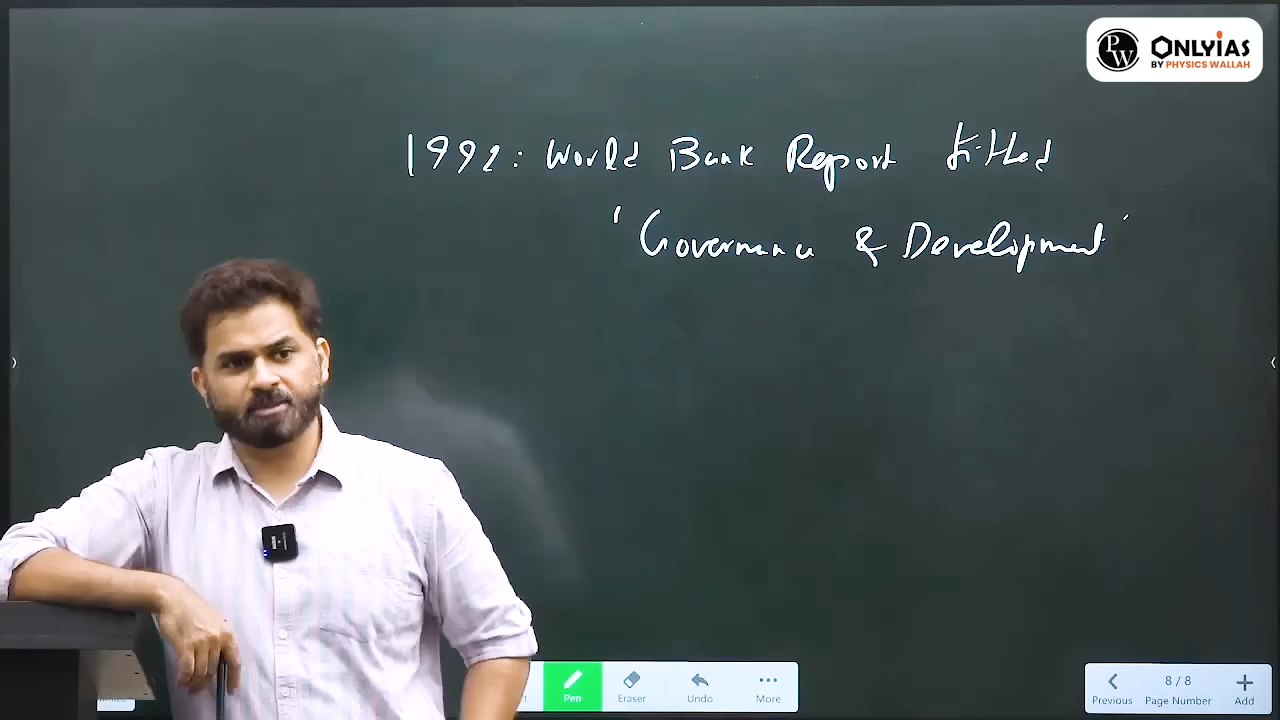 PW ONLYIAS
BY PHYSICS WALLAH
1992: World Bank Report titled
'Governance & Development'
Pen
Eraser
Undo
More
Previous
8 / 8
Page Number
Add